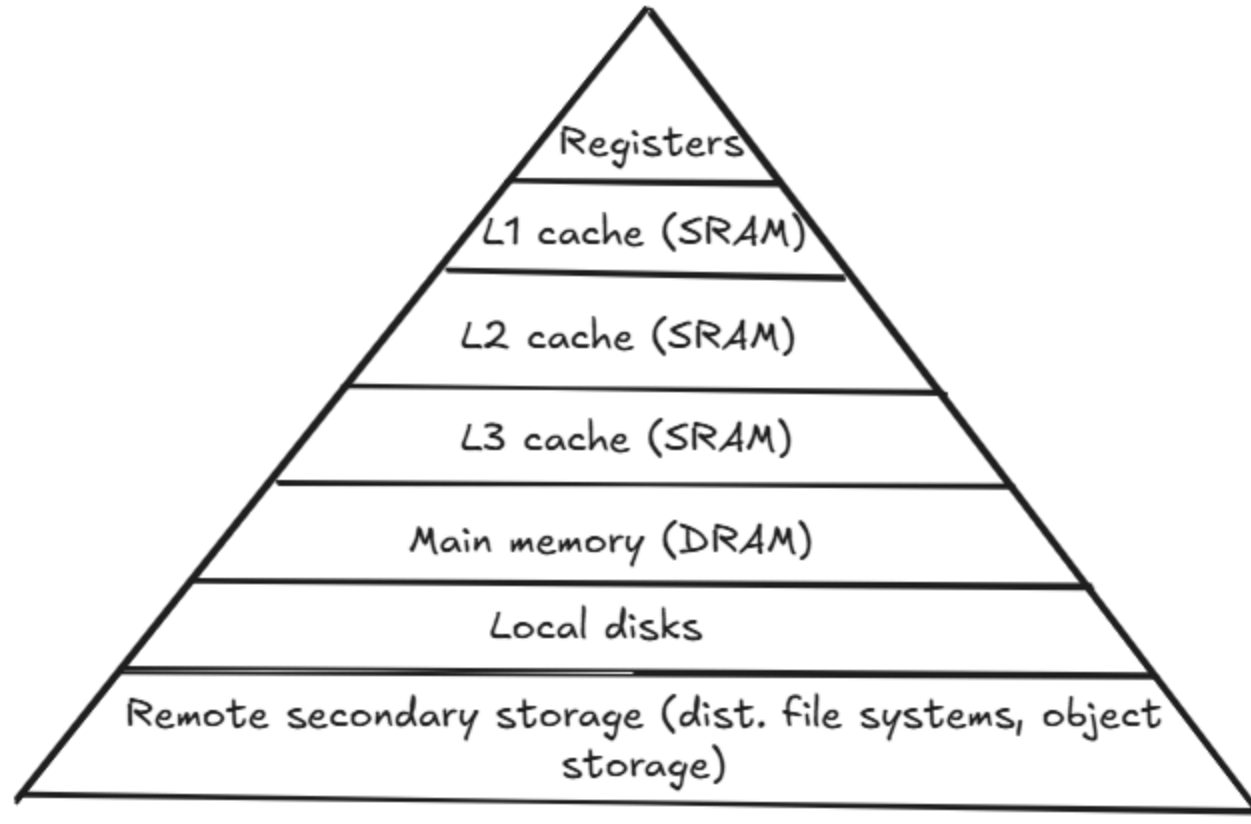 Registers
L1 cache (SRAM)
L2 cache (SRAM)
L3 cache (SRAM)
Main memory (DRAM)
Local disks
Remote secondary storage (dist. file systems, object
storage)